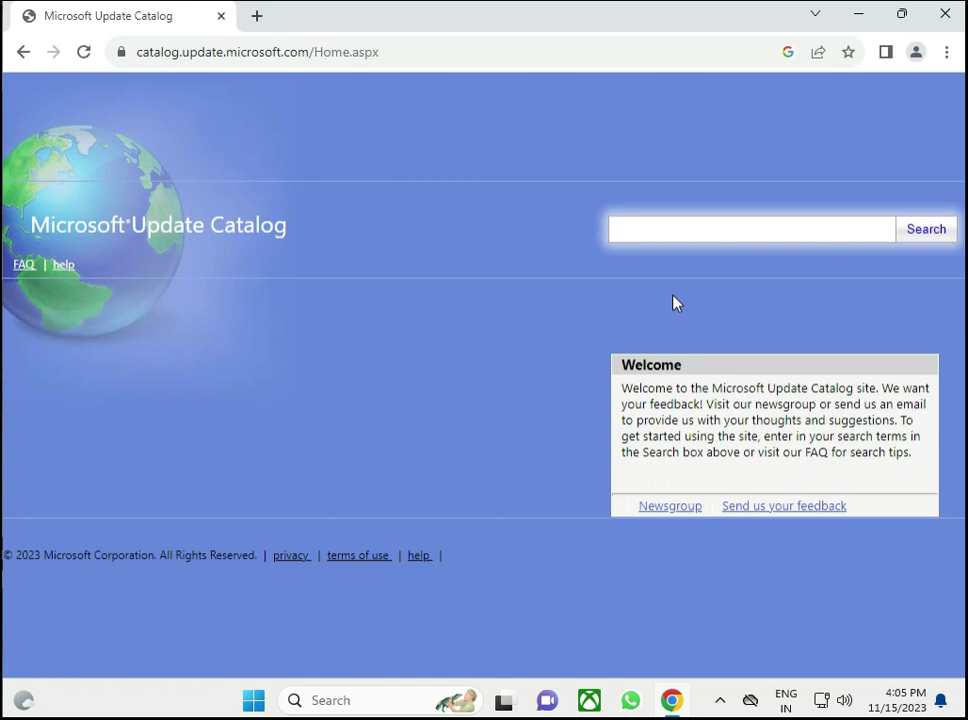 Microsoft Update Catalog
catalog.update.microsoft.com/Home.aspx
Microsoft®Update Catalog
Search
FAQ | help
Welcome
Welcome to the Microsoft Update Catalog site. We want
your feedback! Visit our newsgroup or send us an email
to provide us with your thoughts and suggestions. To
get started using the site, enter in your search terms in
the Search box above or visit our FAQ for search tips.
Newsgroup Send us your feedback
© 2023 Microsoft Corporation. All Rights Reserved. | privacy | terms of use | help |
Search
ENG
IN
4:05 PM
11/15/2023